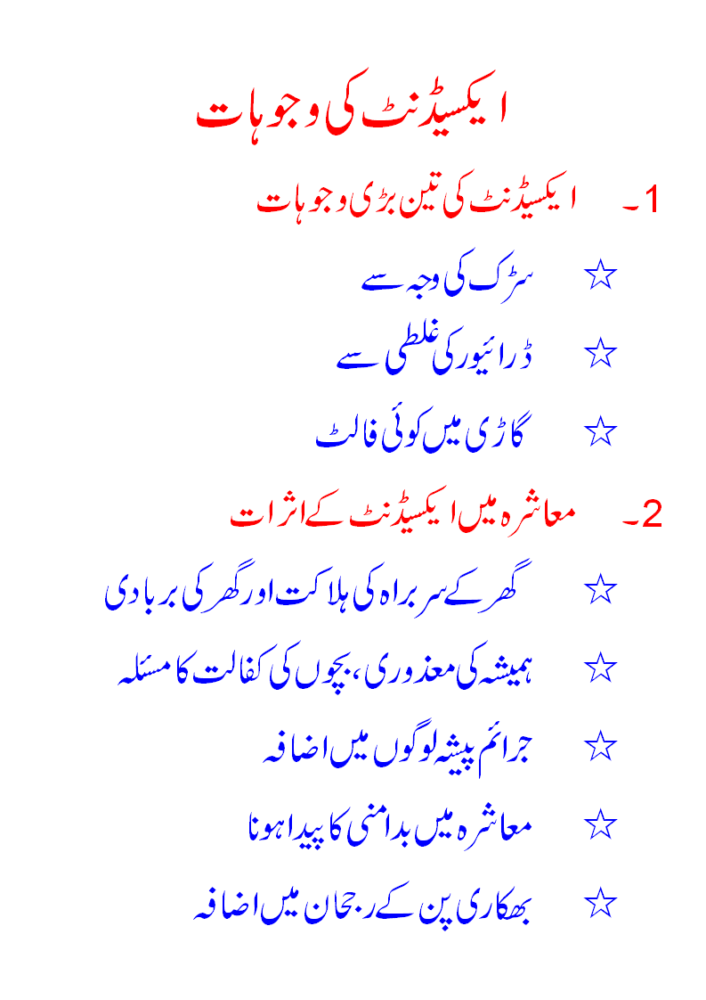 ایکسیڈنٹ کی وجوہات
1۔ ایکسیڈنٹ کی تین بڑی وجوہات
☆ سڑک کی وجہ سے
☆ ڈرائیور کی غلطی سے
☆ گاڑی میں کوئی فالٹ
2۔ معاشرہ میں ایکسیڈنٹ کے اثرات
☆ گھر کے سربراہ کی ہلاکت اور گھر کی بربادی
☆ ہمیشہ کی معذوری، بچوں کی کفالت کا مسئلہ
☆ جرائم پیشہ لوگوں میں اضافہ
☆ معاشرہ میں بدامنی کا پیدا ہونا
☆ بھکاری پن کے رجحان میں اضافہ